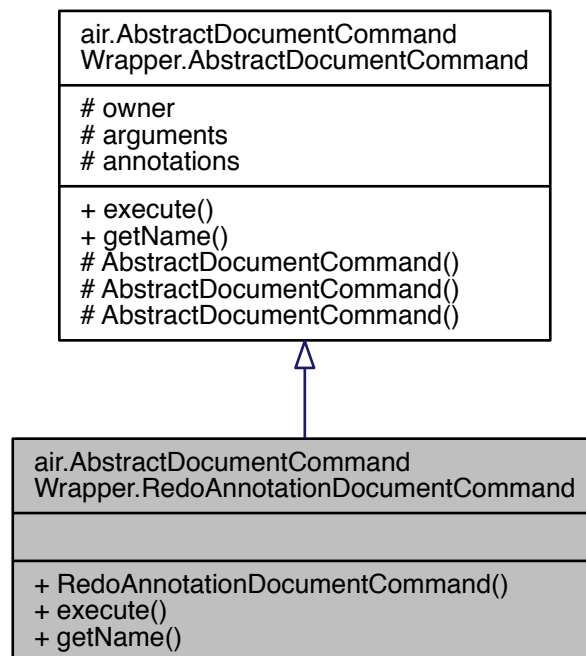 air.AbstractDocumentCommand
Wrapper.AbstractDocumentCommand
# owner
# arguments
# annotations
+ execute()
+ getName()
# AbstractDocumentCommand()
# AbstractDocumentCommand()
# AbstractDocumentCommand()
air.AbstractDocumentCommand
Wrapper.RedoAnnotationDocumentCommand
+ RedoAnnotationDocumentCommand()
+ execute()
+ getName()